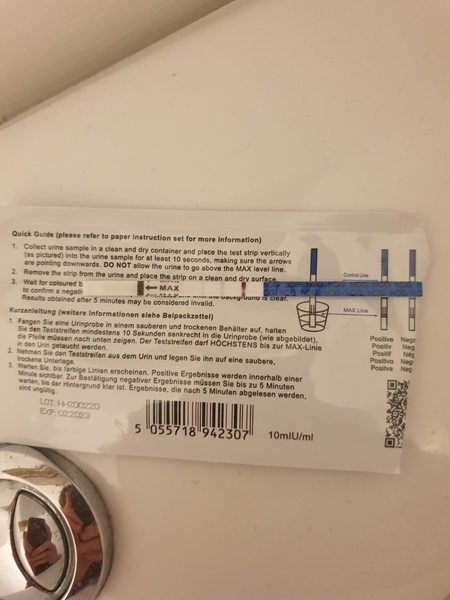 Quick Guide (please refer to paper instruction set for more information)
1. Collect urine sample in a clean and dry container and place the test strip vertically
(as pictured) into the urine sample for at least 10 seconds, making sure the arrows
are pointing downwards. DO NOT allow the urine to go above the MAX level line.
2. Remove the strip from the urine and place the strip on a clean and dry surface.
3. Wait for coloured b
MAX
to confirm a negati
background is clear.
Results obtained after 5 minutes may be considered invalid.
Kurzanleitung (weitere Informationen siehe Beipackzettel)
1. Fangen Sie eine Urinprobe in einem sauberen und trockenen Behälter auf, halten
Sie den Teststreifen mindestens 10 Sekunden senkrecht in die Urinprobe (wie abgebildet),
die Pfeile müssen nach unten zeigen. Der Teststreifen darf HÖCHSTENS bis zur MAX-Linie
in den Urin getaucht werden.
2. Nehmen Sie den Teststreifen aus dem Urin und legen Sie ihn auf eine saubere,
trockene Unterlage.
3. Warten Sie, bis farbige Linien erscheinen. Positive Ergebnisse werden innerhalb einer
Minute sichtbar. Zur Bestätigung negativer Ergebnisse müssen Sie bis zu 5 Minuten
warten, bis der Hintergrund klar ist. Ergebnisse, die nach 5 Minuten abgelesen werden,
sind ungültig.
LOT
EXP 02.2023
5 055718 942307
10mIU/ml
Control Line
MAX Line
Positive Nega
Positiv Neg
Positif Nég
Positivo Neg
Positiva Neg